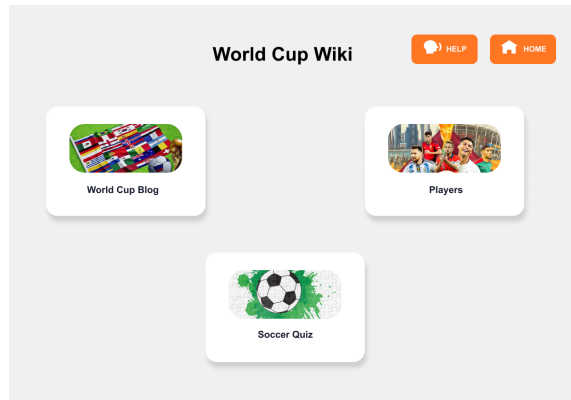 World Cup Wiki
HELP
HOME
World Cup Blog
Players
Soccer Quiz